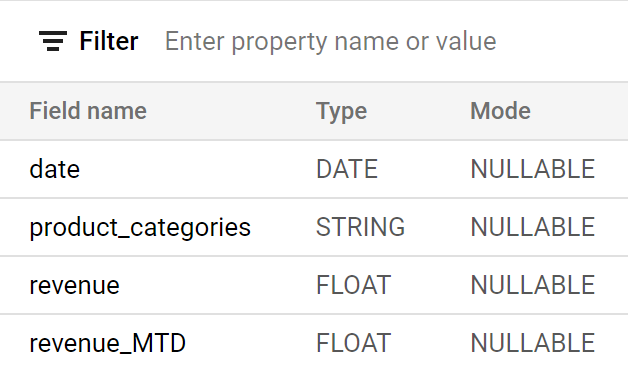 Filter Enter property name or value
Field name Type Mode
date DATE NULLABLE
product_categories STRING NULLABLE
revenue FLOAT NULLABLE
revenue_MTD FLOAT NULLABLE